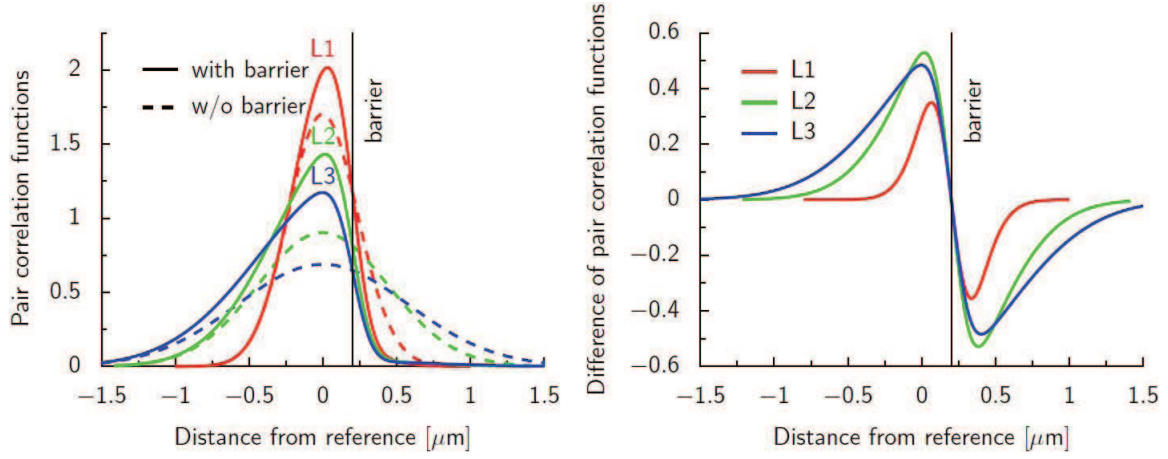 Pair correlation functions
2
1.5
1
0.5
0
with barrier
w/o barrier
L1
L2
L3
barrier
−1.5 −1 −0.5 0 0.5 1 1.5
Distance from reference [μm]
Difference of pair correlation functions
0.6
0.4
0.2
0
−0.2
−0.4
−0.6
L1
L2
L3
barrier
−1.5 −1 −0.5 0 0.5 1 1.5
Distance from reference [μm]